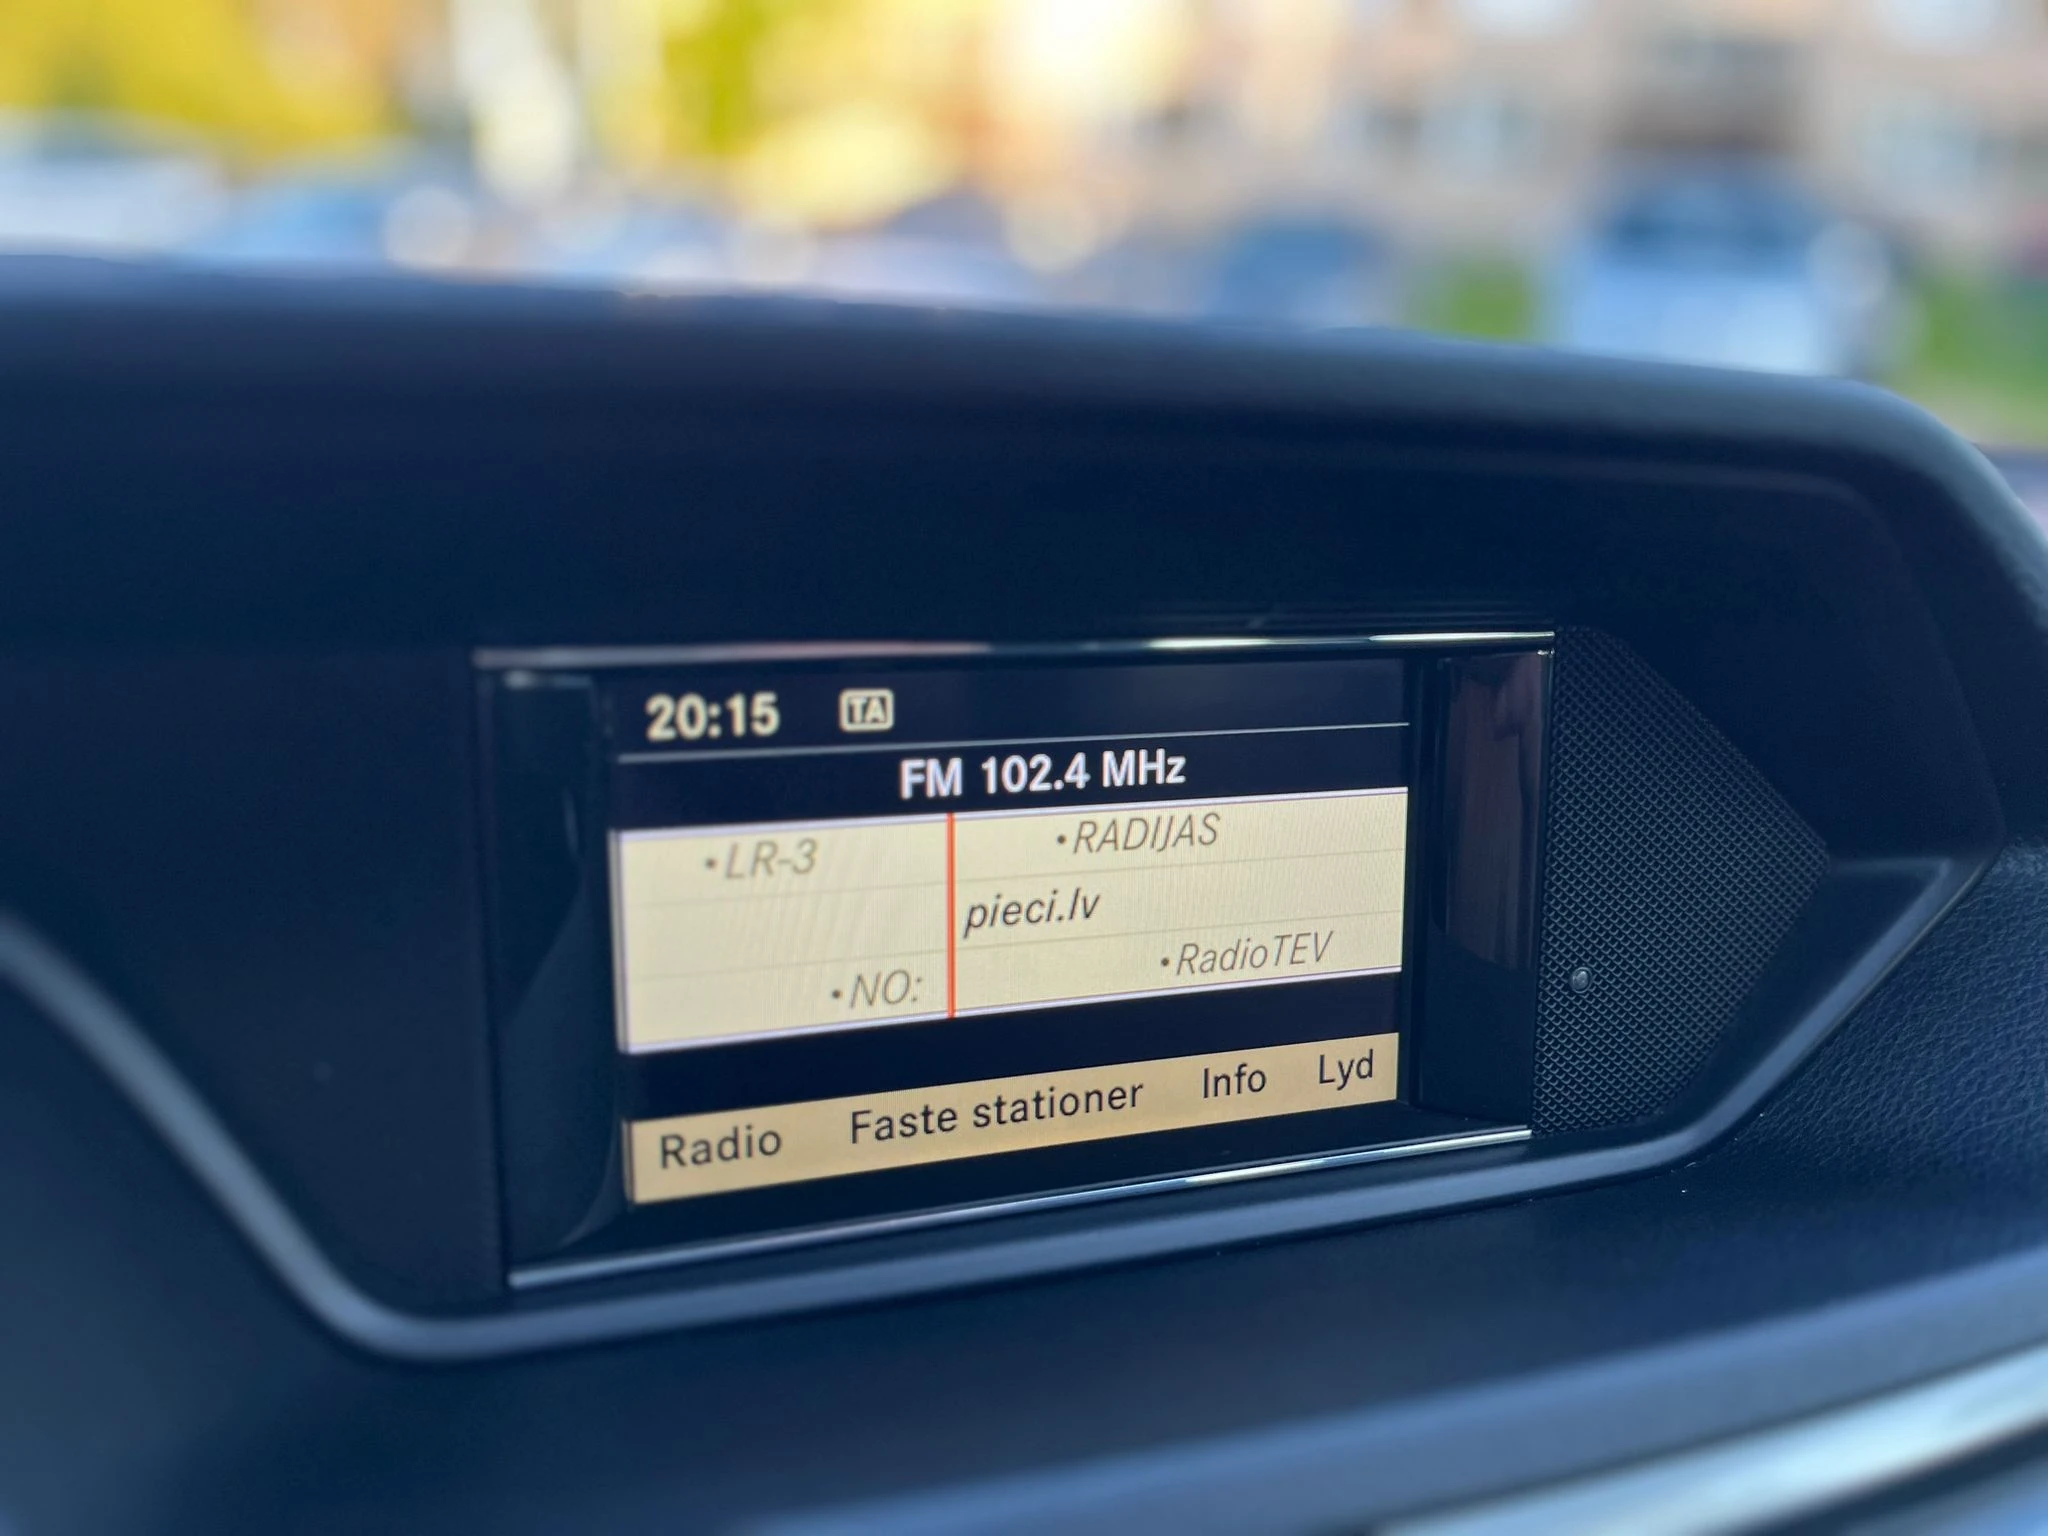 20:15 TA
FM 102.4 MHz
•LR-3 •RADIJAS
pieci.lv
•NO: •RadioTEV
Radio Faste stationer Info Lyd